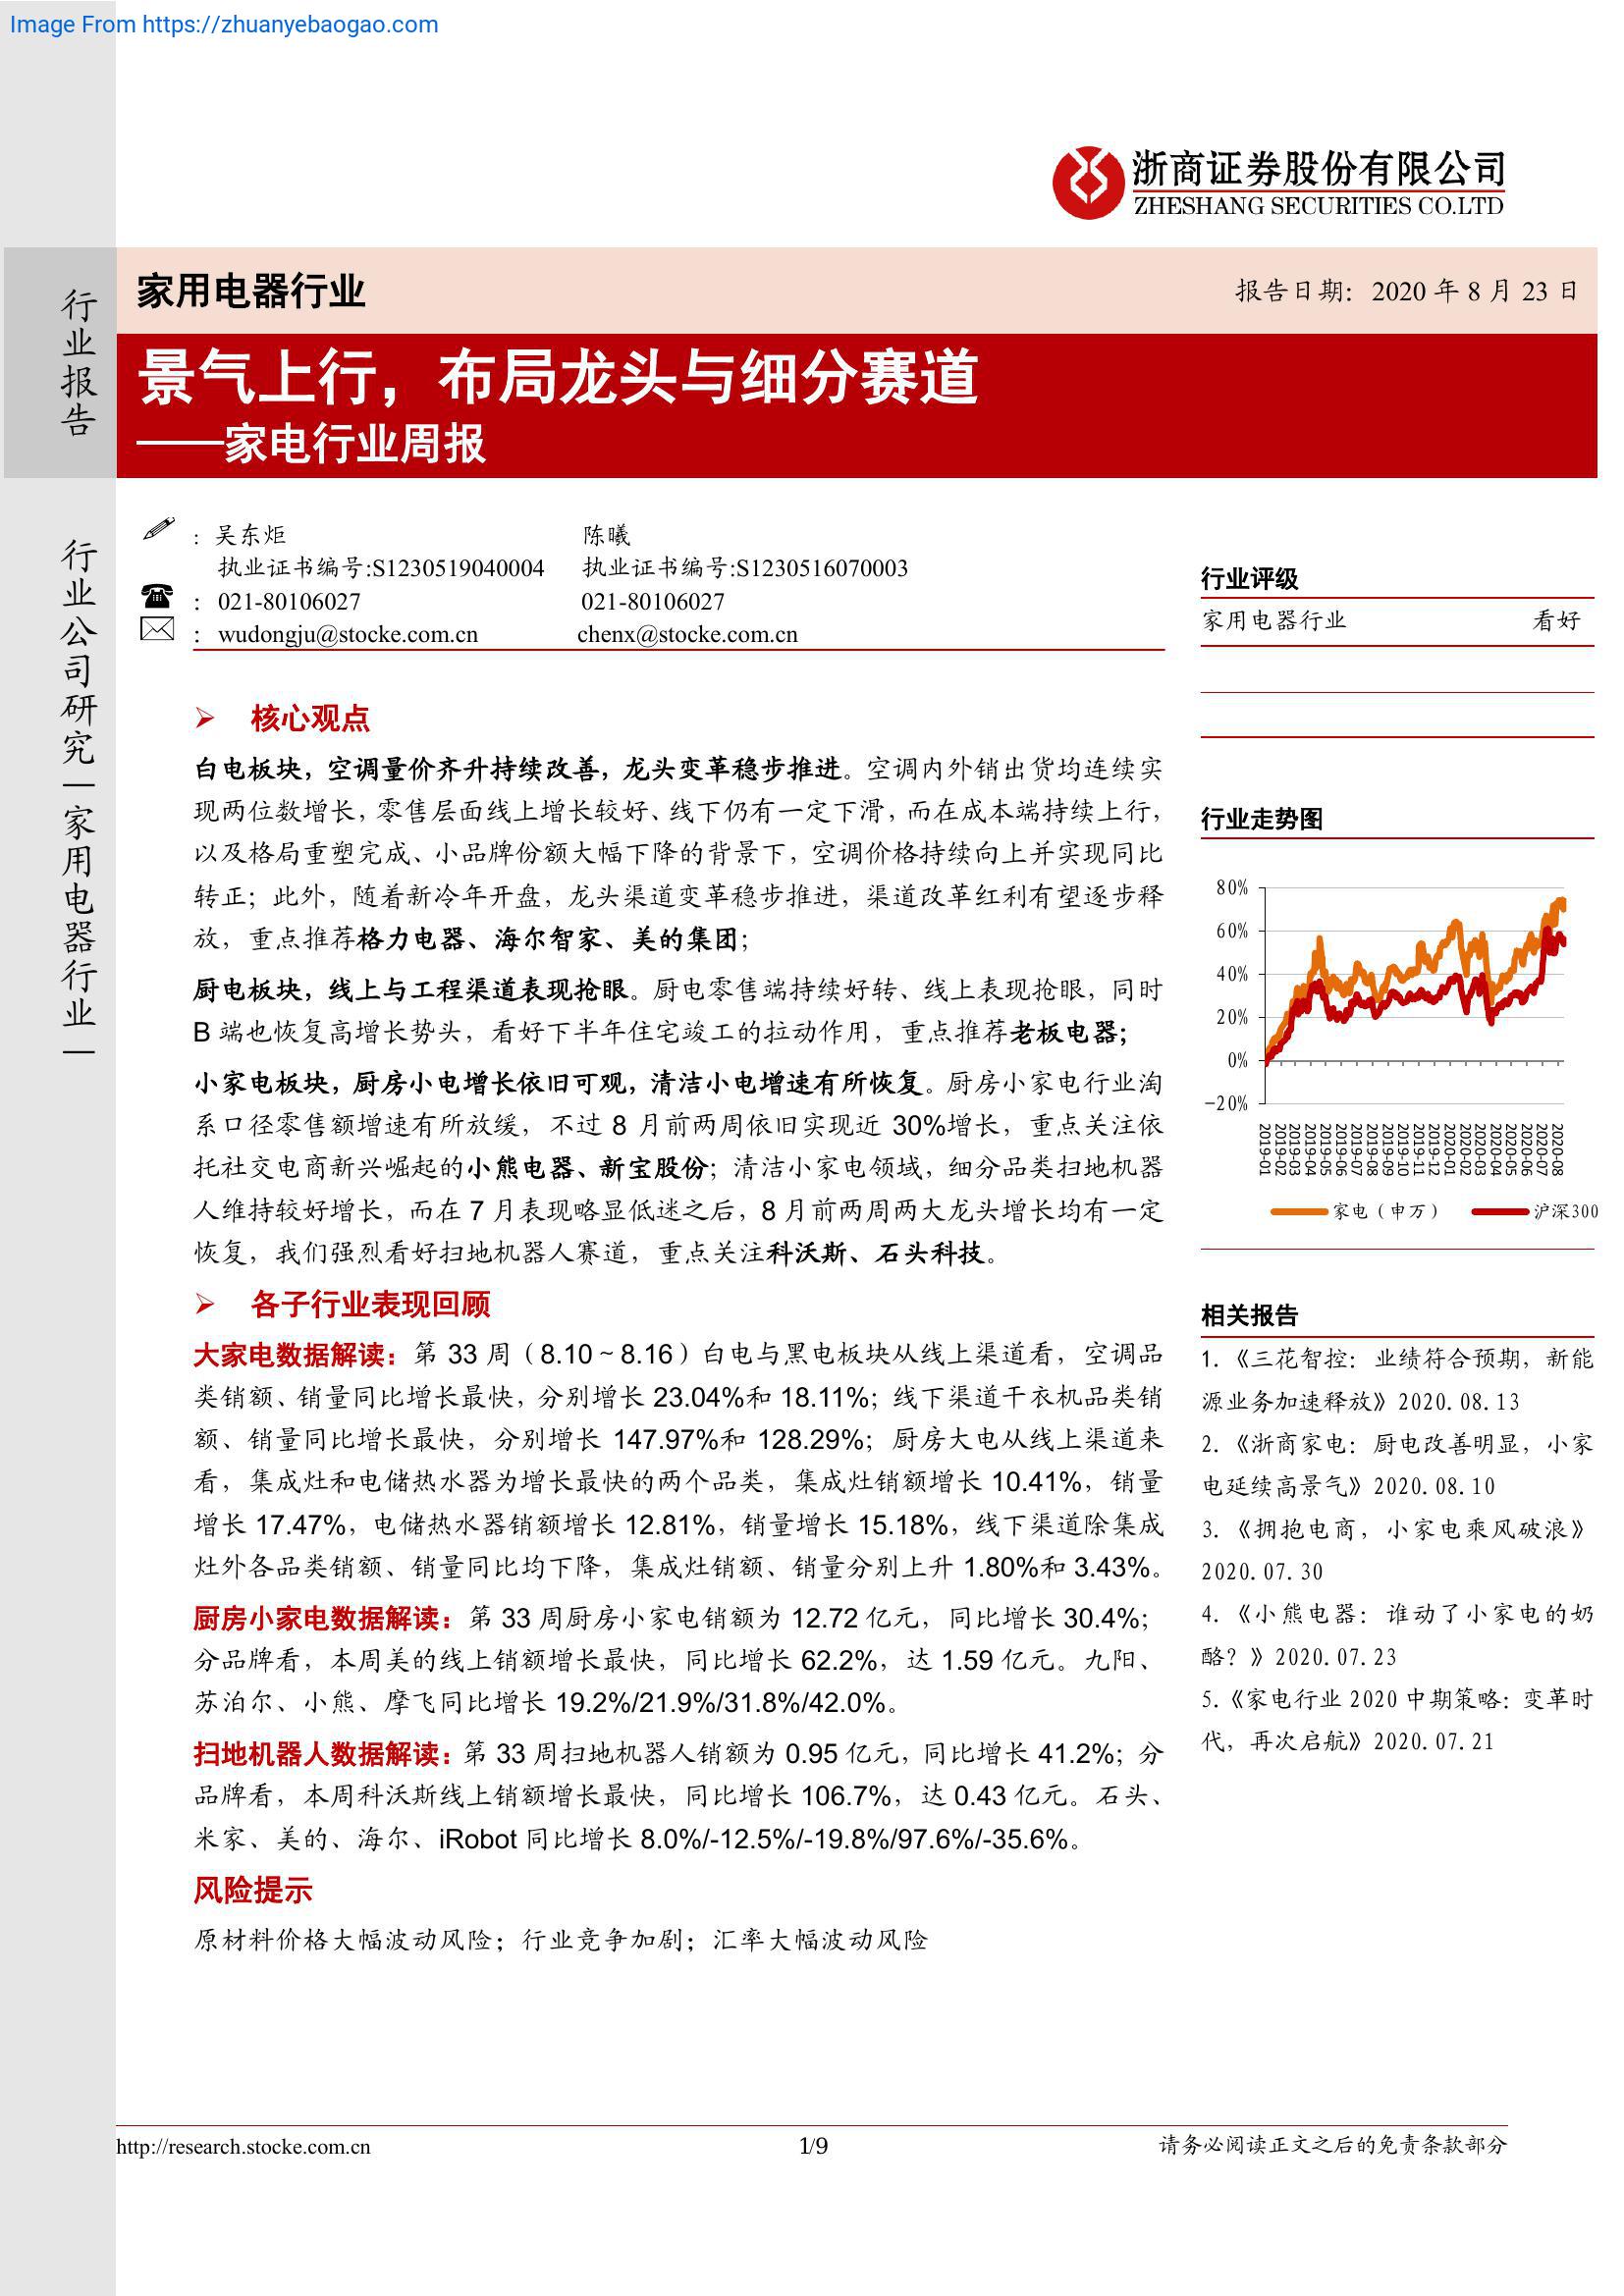 Image From https://zhuanyebaogao.com
浙商证券股份有限公司
ZHESHANG SECURITIES CO.LTD
行业报告
家用电器行业
报告日期：2020 年 8 月 23 日
景气上行，布局龙头与细分赛道
——家电行业周报
行业公司研究｜家用电器行业｜
：吴东炬 陈曦
执业证书编号:S1230519040004 执业证书编号:S1230516070003
： 021-80106027 021-80106027
： wudongju@stocke.com.cn chenx@stocke.com.cn
核心观点
白电板块，空调量价齐升持续改善，龙头变革稳步推进。空调内外销出货均连续实
现两位数增长，零售层面线上增长较好、线下仍有一定下滑，而在成本端持续上行，
以及格局重塑完成、小品牌份额大幅下降的背景下，空调价格持续向上并实现同比
转正；此外，随着新冷年开盘，龙头渠道变革稳步推进，渠道改革红利有望逐步释
放，重点推荐格力电器、海尔智家、美的集团；
厨电板块，线上与工程渠道表现抢眼。厨电零售端持续好转、线上表现抢眼，同时
B 端也恢复高增长势头，看好下半年住宅竣工的拉动作用，重点推荐老板电器；
小家电板块，厨房小电增长依旧可观，清洁小电增速有所恢复。厨房小家电行业淘
系口径零售额增速有所放缓，不过 8 月前两周依旧实现近 30%增长，重点关注依
托社交电商新兴崛起的小熊电器、新宝股份；清洁小家电领域，细分品类扫地机器
人维持较好增长，而在 7 月表现略显低迷之后，8 月前两周两大龙头增长均有一定
恢复，我们强烈看好扫地机器人赛道，重点关注科沃斯、石头科技。
各子行业表现回顾
大家电数据解读：第 33 周（8.10～8.16）白电与黑电板块从线上渠道看，空调品
类销额、销量同比增长最快，分别增长 23.04%和 18.11%；线下渠道干衣机品类销
额、销量同比增长最快，分别增长 147.97%和 128.29%；厨房大电从线上渠道来
看，集成灶和电储热水器为增长最快的两个品类，集成灶销额增长 10.41%，销量
增长 17.47%，电储热水器销额增长 12.81%，销量增长 15.18%，线下渠道除集成
灶外各品类销额、销量同比均下降，集成灶销额、销量分别上升 1.80%和 3.43%。
厨房小家电数据解读：第 33 周厨房小家电销额为 12.72 亿元，同比增长 30.4%；
分品牌看，本周美的线上销额增长最快，同比增长 62.2%，达 1.59 亿元。九阳、
苏泊尔、小熊、摩飞同比增长 19.2%/21.9%/31.8%/42.0%。
扫地机器人数据解读：第 33 周扫地机器人销额为 0.95 亿元，同比增长 41.2%；分
品牌看，本周科沃斯线上销额增长最快，同比增长 106.7%，达 0.43 亿元。石头、
米家、美的、海尔、iRobot 同比增长 8.0%/-12.5%/-19.8%/97.6%/-35.6%。
风险提示
原材料价格大幅波动风险；行业竞争加剧；汇率大幅波动风险
行业评级
家用电器行业 看好
行业走势图
80%
60%
40%
20%
0%
-20%
2019-01
2019-02
2019-03
2019-04
2019-05
2019-06
2019-07
2019-08
2019-09
2019-10
2019-11
2019-12
2020-01
2020-02
2020-03
2020-04
2020-05
2020-06
2020-07
2020-08
家电（申万） 沪深300
相关报告
1.《三花智控：业绩符合预期，新能
源业务加速释放》2020.08.13
2.《浙商家电：厨电改善明显，小家
电延续高景气》2020.08.10
3.《拥抱电商，小家电乘风破浪》
2020.07.30
4.《小熊电器：谁动了小家电的奶
酪？》2020.07.23
5.《家电行业 2020 中期策略：变革时
代，再次启航》2020.07.21
http://research.stocke.com.cn 1/9 请务必阅读正文之后的免责条款部分